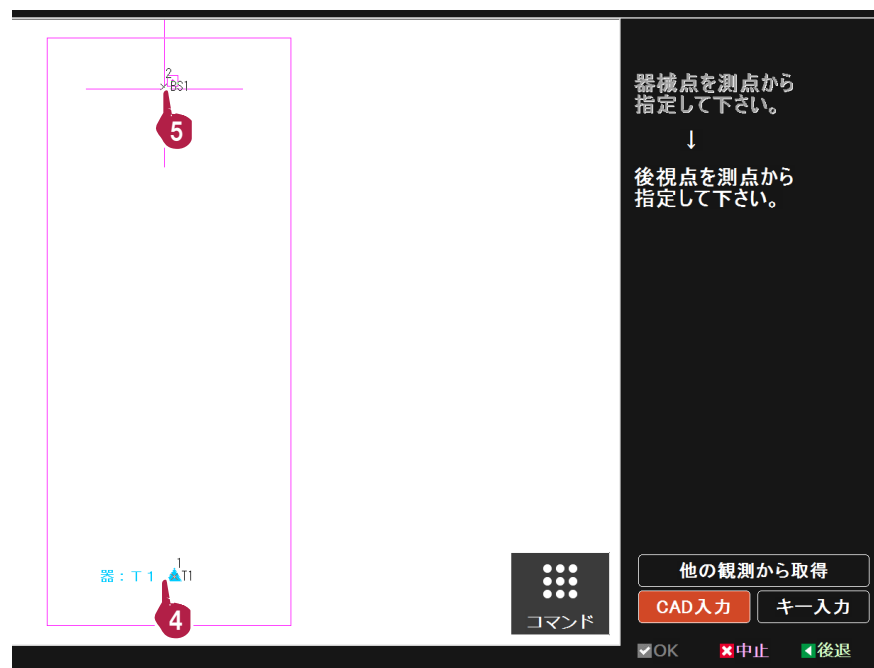 2
BS1
5
1
器：T 1
T1
4
コマンド
器械点を測点から
指定して下さい。
↓
後視点を測点から
指定して下さい。
他の観測から取得
CAD入力
キー入力
OK
中止
後退